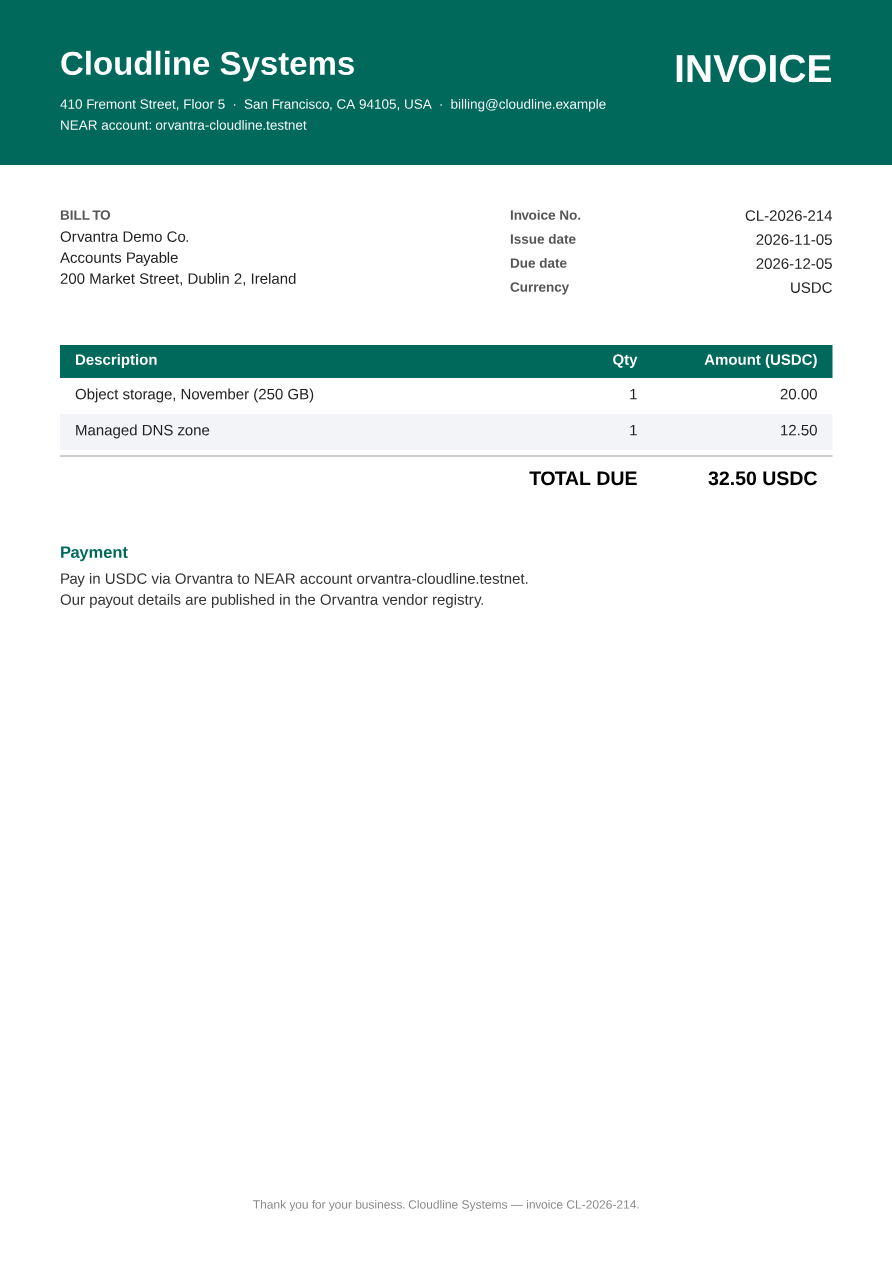 Cloudline Systems
INVOICE
410 Fremont Street, Floor 5 · San Francisco, CA 94105, USA · billing@cloudline.example
NEAR account: orvantra-cloudline.testnet
BILL TO
Orvantra Demo Co.
Accounts Payable
200 Market Street, Dublin 2, Ireland
Invoice No. CL-2026-214
Issue date 2026-11-05
Due date 2026-12-05
Currency USDC
Description Qty Amount (USDC)
Object storage, November (250 GB) 1 20.00
Managed DNS zone 1 12.50
TOTAL DUE 32.50 USDC
Payment
Pay in USDC via Orvantra to NEAR account orvantra-cloudline.testnet.
Our payout details are published in the Orvantra vendor registry.
Thank you for your business. Cloudline Systems — invoice CL-2026-214.